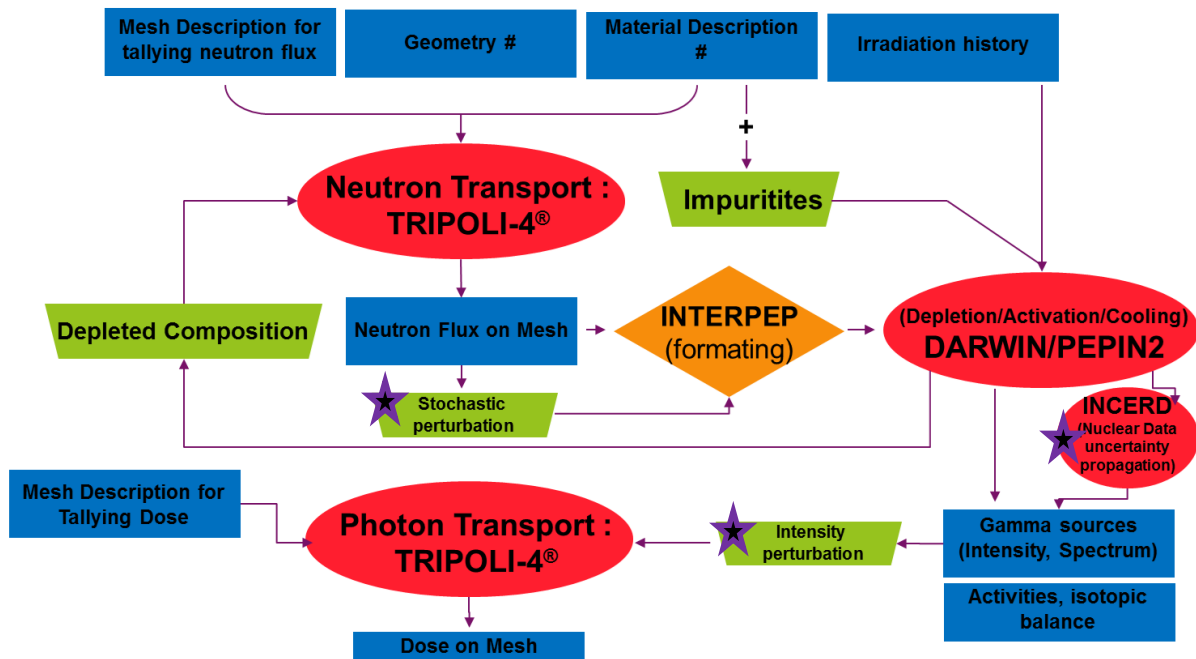 Mesh Description for
tallying neutron flux
Geometry #
Material Description
#
Irradiation history
+
Neutron Transport :
TRIPOLI-4®
Impuritites
Depleted Composition
Neutron Flux on Mesh
INTERPEP
(formating)
(Depletion/Activation/Cooling)
DARWIN/PEPIN2
Stochastic
perturbation
INCERD
(Nuclear Data
uncertainty
propagation)
Mesh Description for
Tallying Dose
Photon Transport :
TRIPOLI-4®
Intensity
perturbation
Gamma sources
(Intensity, Spectrum)
Activities, isotopic
balance
Dose on Mesh